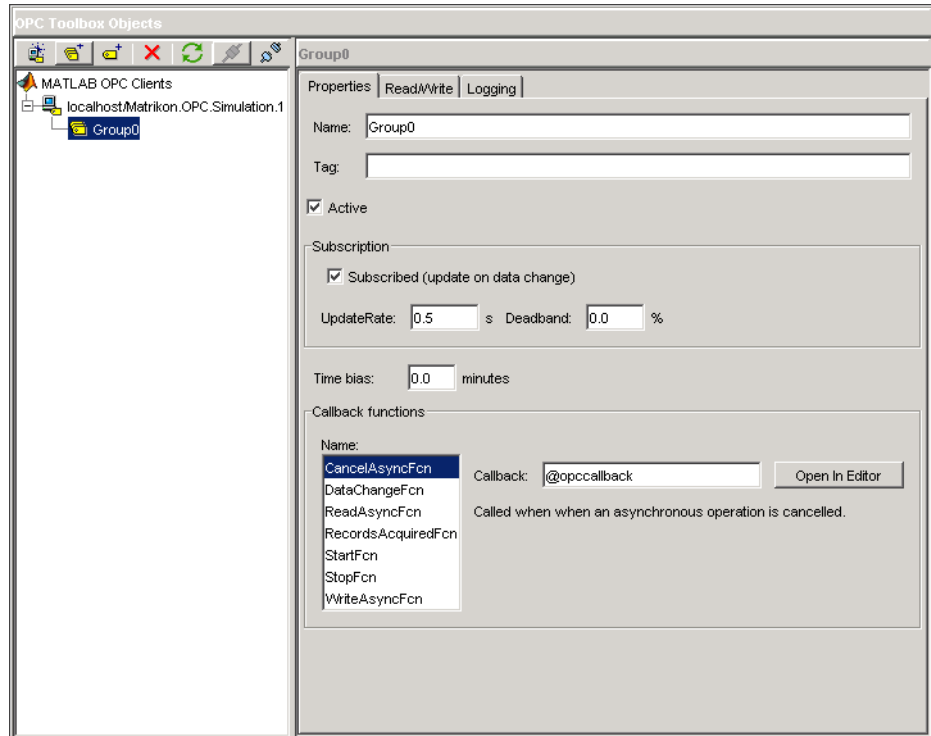 OPC Toolbox Objects
MATLAB OPC Clients
localhost/Matrikon.OPC.Simulation.1
Group0
Group0
Properties Read/Write Logging
Name: Group0
Tag:
Active
Subscription
Subscribed (update on data change)
UpdateRate: 0.5 s Deadband: 0.0 %
Time bias: 0.0 minutes
Callback functions
Name:
CancelAsyncFcn
DataChangeFcn
ReadAsyncFcn
RecordsAcquiredFcn
StartFcn
StopFcn
WriteAsyncFcn
Callback: @opccallback Open In Editor
Called when when an asynchronous operation is cancelled.